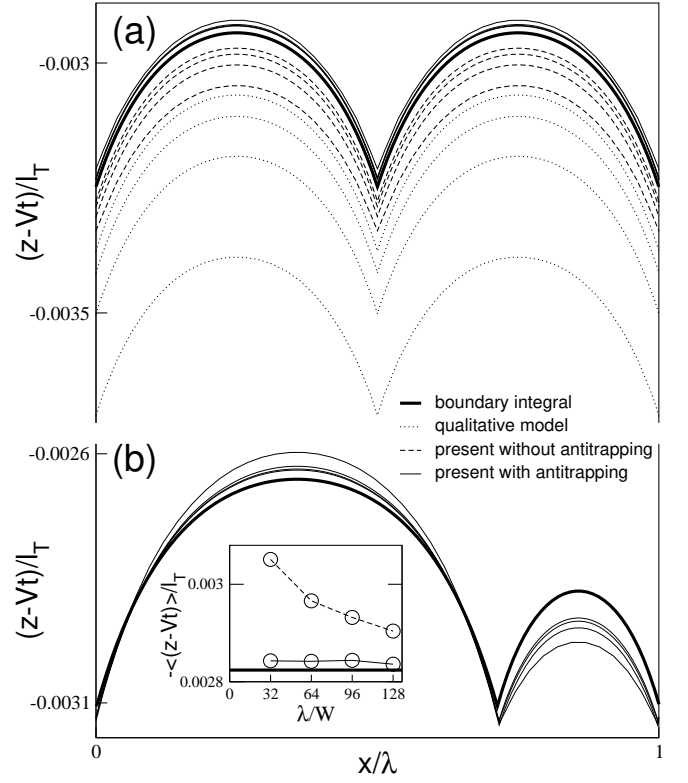 (a)
-0.003
(z-Vt)/l_T
-0.0035
boundary integral
qualitative model
present without antitrapping
present with antitrapping
(b)
-0.0026
(z-Vt)/l_T
-0.0031
-<(z-Vt)>/l_T
0.003
0.0028
0 32 64 96 128
λ/W
0 1
x/λ